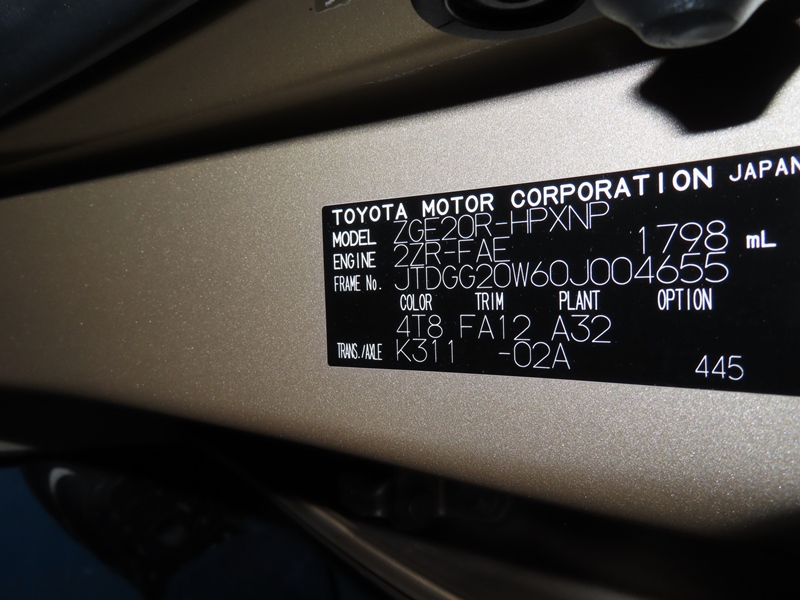 TOYOTA MOTOR CORPORATION JAPAN
MODEL ZGE20R-HPXNP
ENGINE 2ZR-FAE 1798 mL
FRAME No. JTDGG20W60J004655
COLOR TRIM PLANT OPTION
4T8 FA12 A32
TRANS./AXLE K311 -02A
445